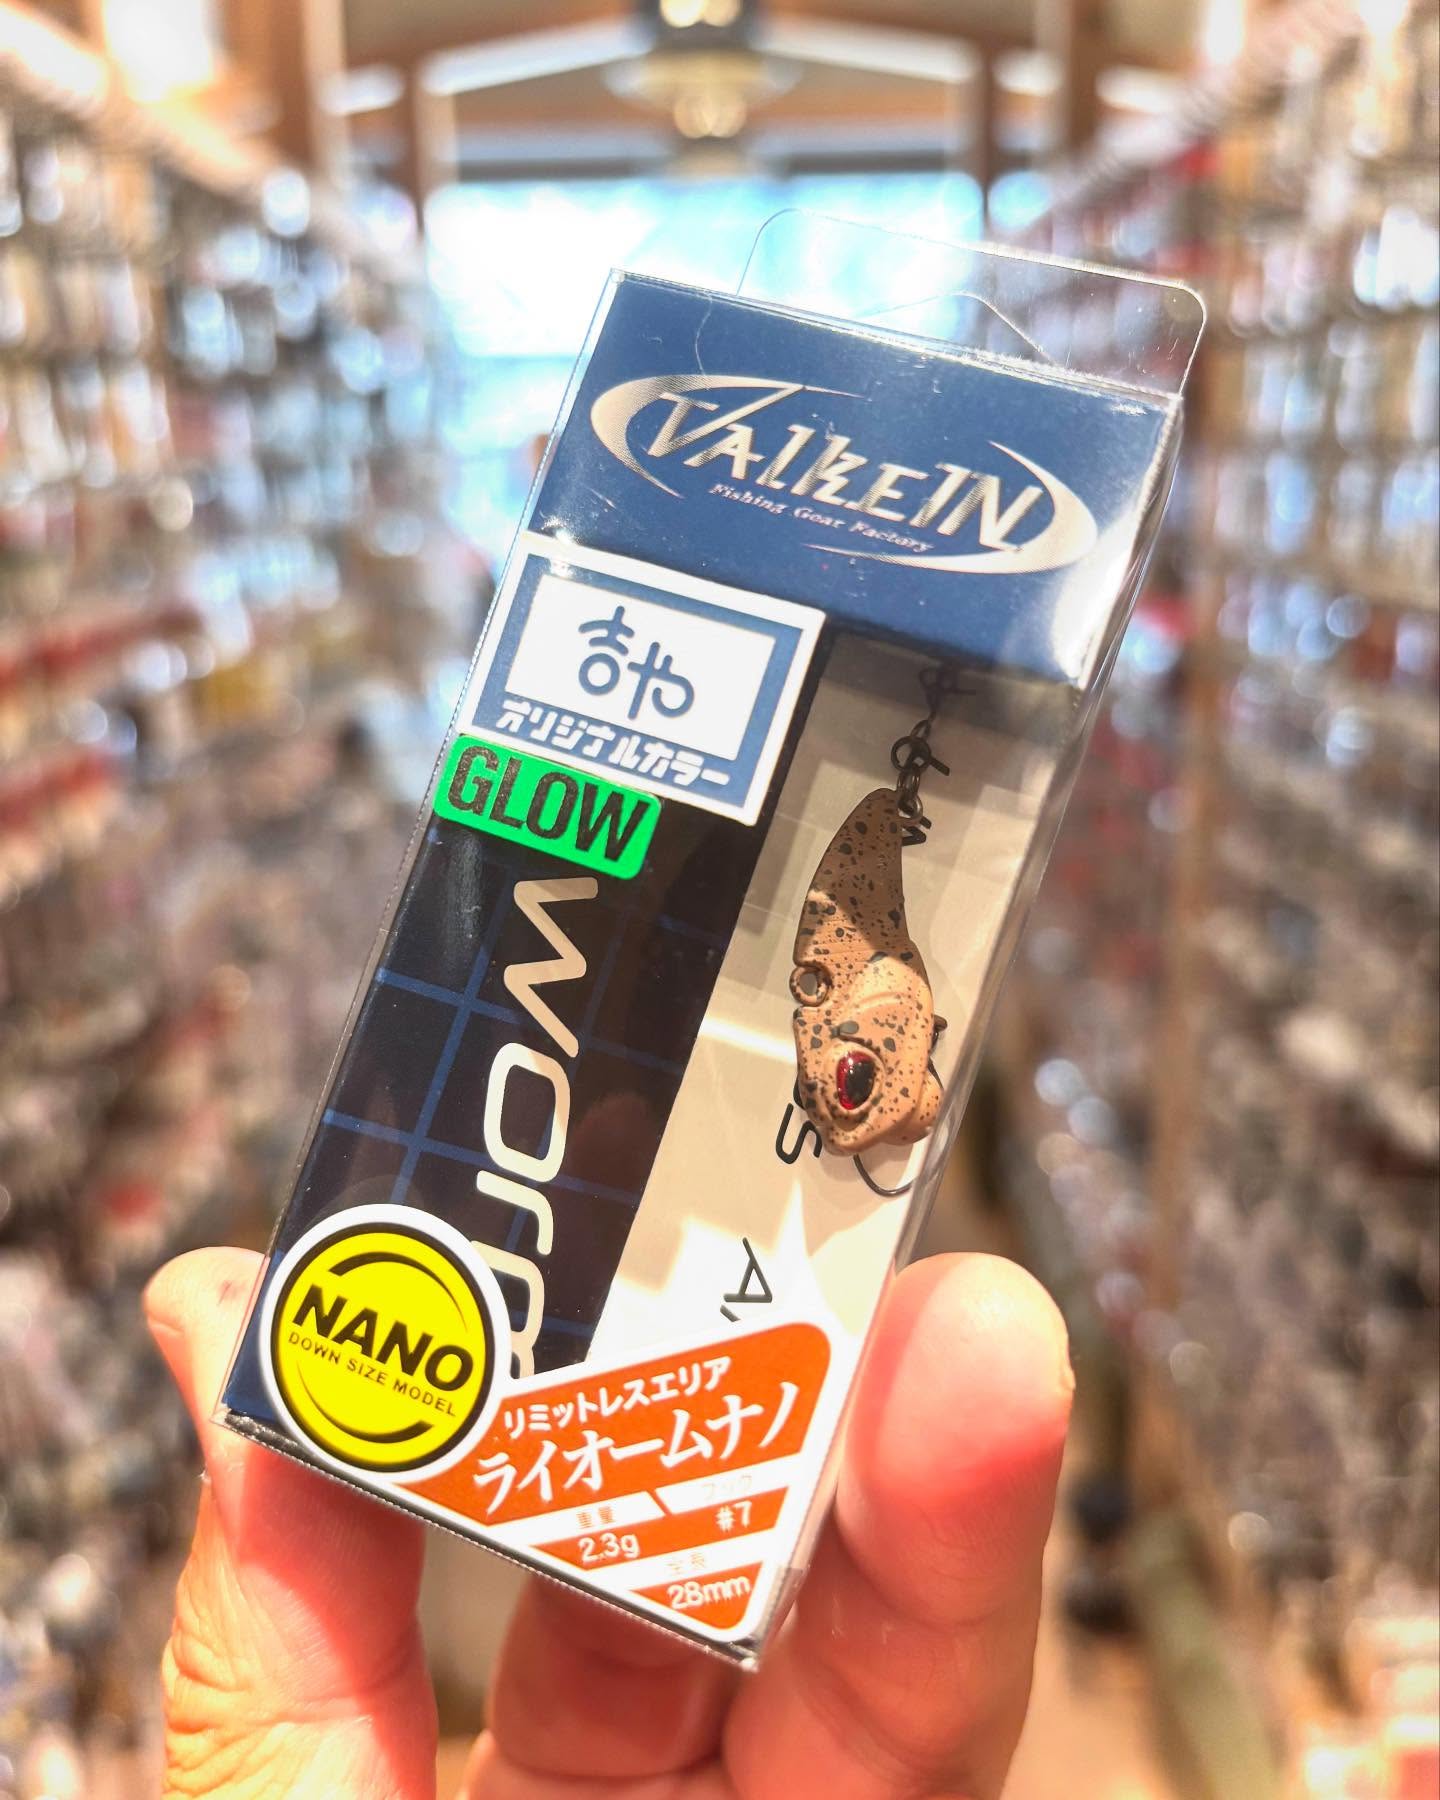 ValkeIN
Fishing Gear Factory
吉や
オリジナルカラー
GLOW
worm
NANO
DOWN SIZE MODEL
リミットレスエリア
ライオームナノ
重量
フック
2.3g
#7
全長
28mm